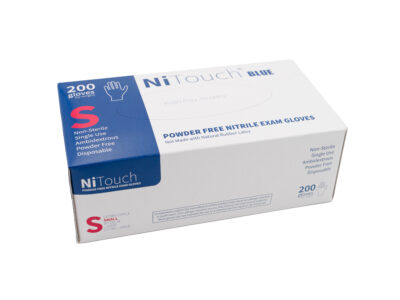 200
gloves
S
Non-Sterile
Single Use
Ambidextrous
Powder Free
Disposable
NiTouch® BLUE
POWDER FREE NITRILE EXAM GLOVES
Not Made with Natural Rubber Latex
NiTouch
POWDER FREE NITRILE EXAM GLOVES
S
SMALL
Non-Sterile
Single Use
Ambidextrous
Powder Free
Disposable
200
gloves